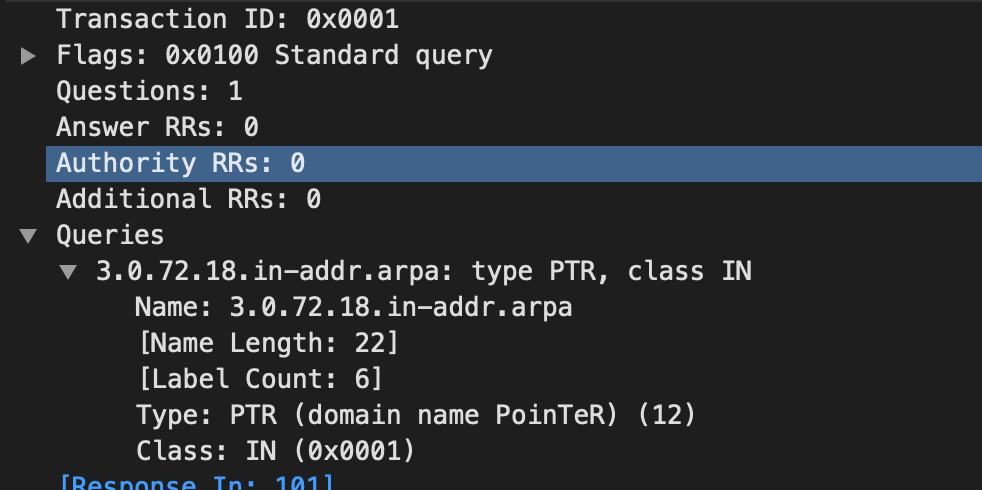 Transaction ID: 0x0001
Flags: 0x0100 Standard query
Questions: 1
Answer RRs: 0
Authority RRs: 0
Additional RRs: 0
Queries
3.0.72.18.in-addr.arpa: type PTR, class IN
Name: 3.0.72.18.in-addr.arpa
[Name Length: 22]
[Label Count: 6]
Type: PTR (domain name PoinTeR) (12)
Class: IN (0x0001)
[Response In: 101]